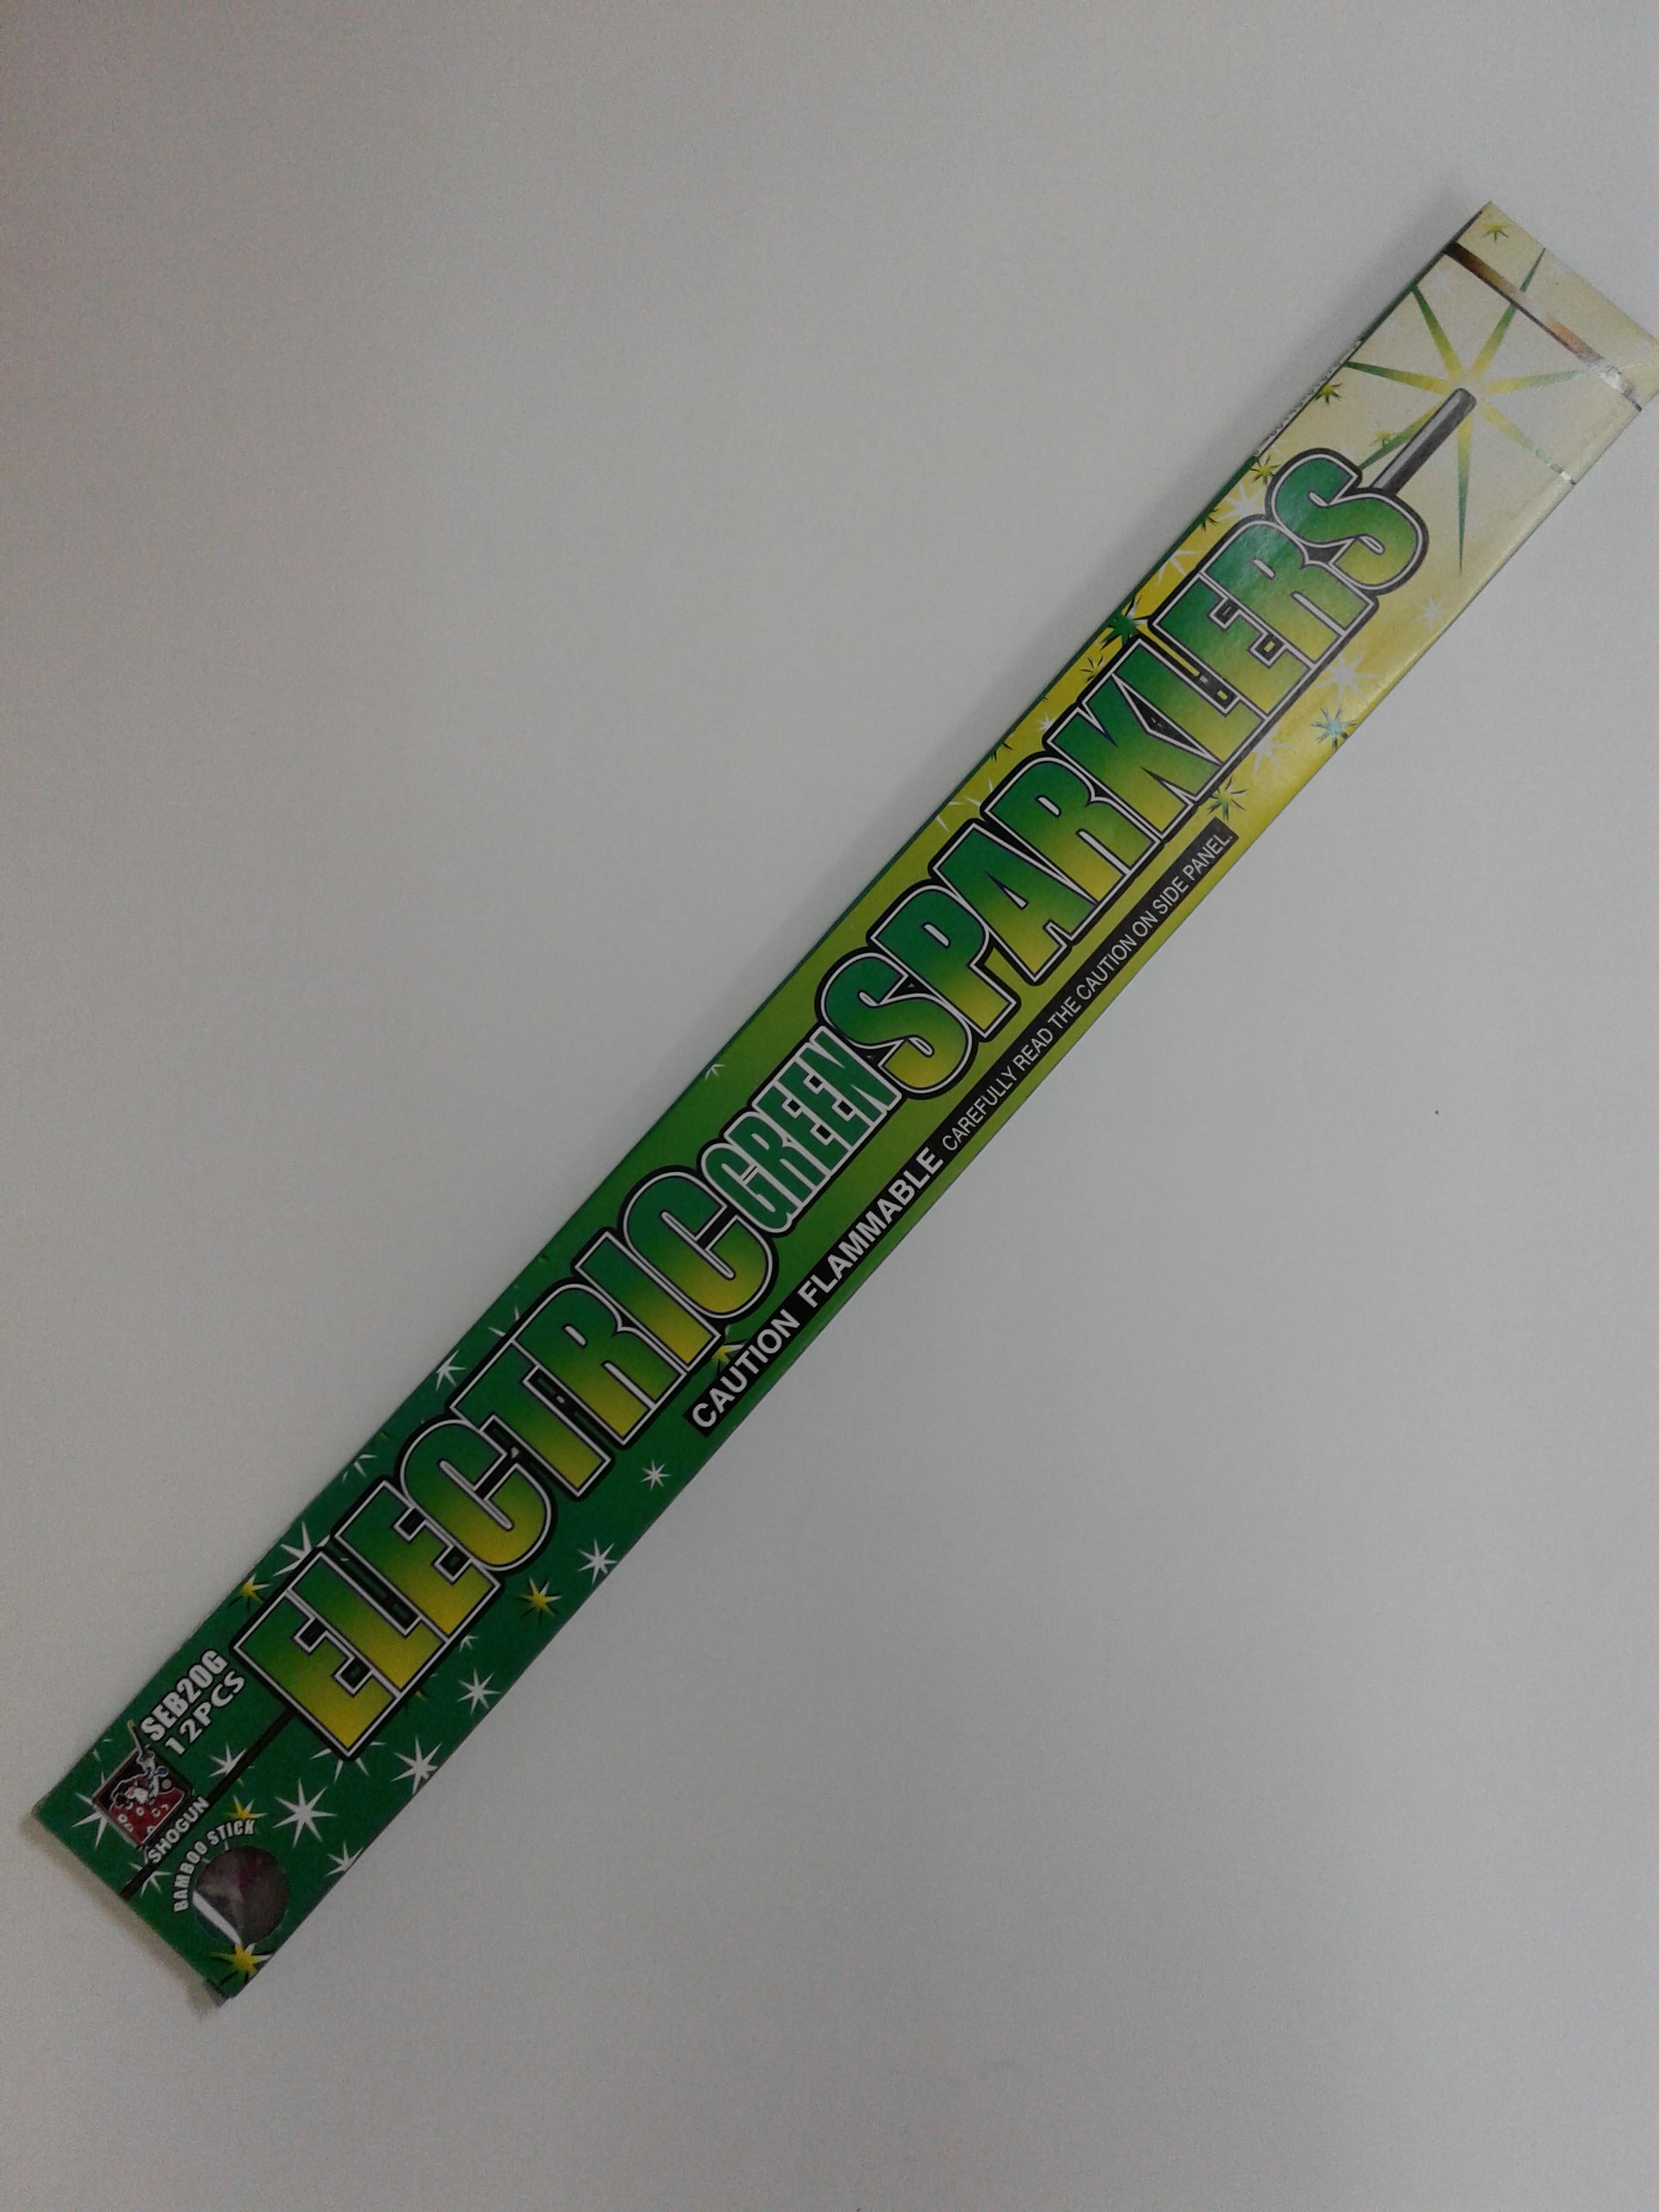 SEB20G
12PCS
SHOGUN
BAMBOO STICK
ELECTRIC GREEN SPARKLERS
CAUTION FLAMMABLE CAREFULLY READ THE CAUTION ON SIDE PANEL.